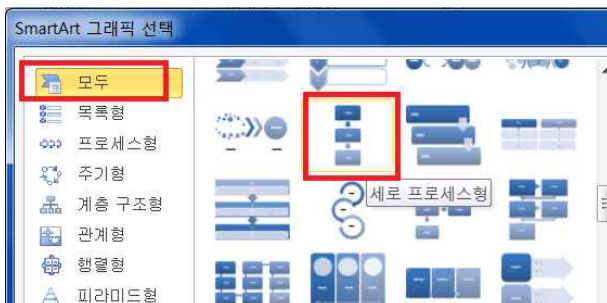 SmartArt 그래픽 선택
모두
목록형
프로세스형
주기형
계층 구조형
관계형
행렬형
피라미드형
세로 프로세스형